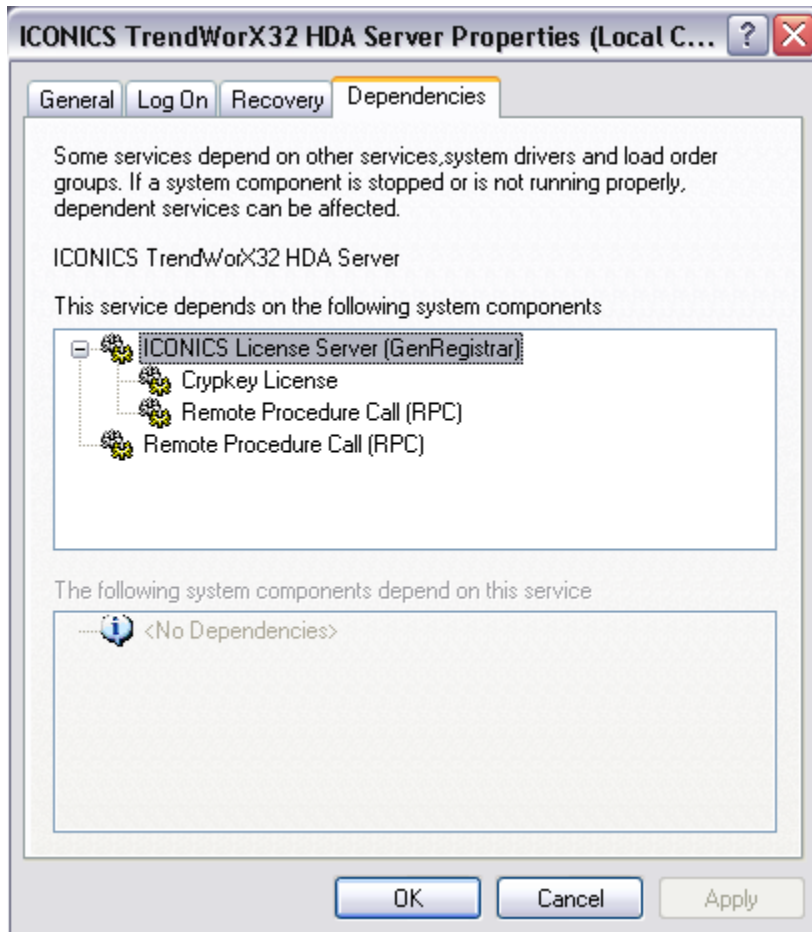 ICONICS TrendWorX32 HDA Server Properties (Local C...
General Log On Recovery Dependencies
Some services depend on other services,system drivers and load order
groups. If a system component is stopped or is not running properly,
dependent services can be affected.
ICONICS TrendWorX32 HDA Server
This service depends on the following system components
ICONICS License Server (GenRegistrar)
Crypkey License
Remote Procedure Call (RPC)
Remote Procedure Call (RPC)
The following system components depend on this service
<No Dependencies>
OK Cancel Apply